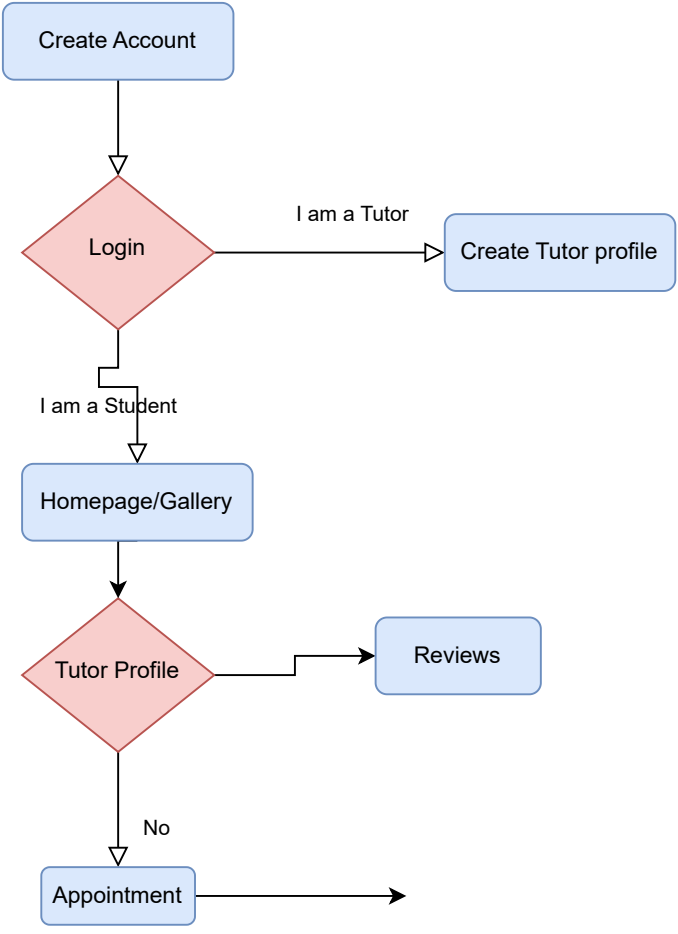 Create Account
Login
I am a Tutor
Create Tutor profile
I am a Student
Homepage/Gallery
Tutor Profile
Reviews
No
Appointment